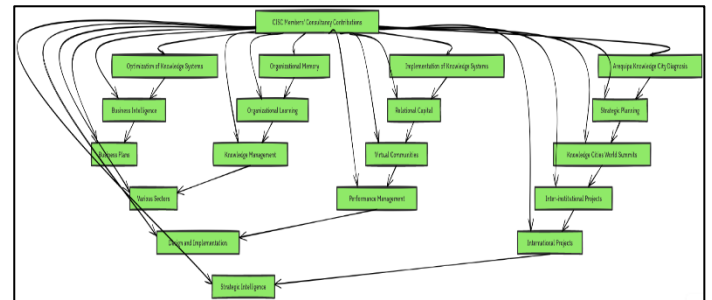 CISC Members' Consultancy Contributions
Optimization of Knowledge Systems
Organizational Memory
Implementation of Knowledge Systems
Arequipa Knowledge City Diagnosis
Business Intelligence
Organizational Learning
Relational Capital
Strategic Planning
Business Plans
Knowledge Management
Virtual Communities
Knowledge Cities World Summits
Various Sectors
Performance Management
Inter-institutional Projects
Design and Implementation
International Projects
Strategic Intelligence